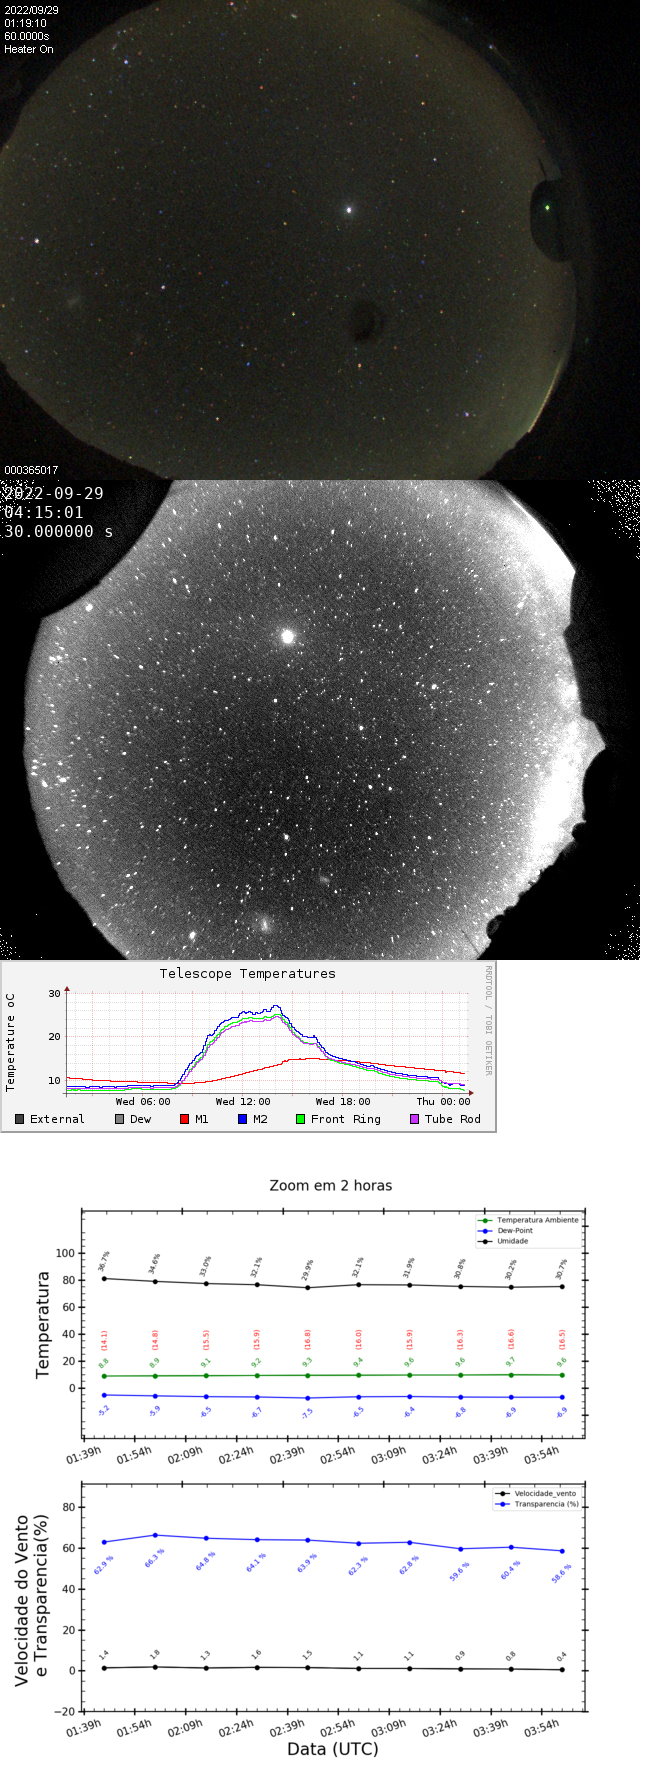 2022/09/29
01:19:10
60.0000s
Heater On
000365017
2022-09-29
04:15:01
30.000000 s
Telescope Temperatures
RRDTOOL / TOBI OETIKER
Temperature oC
30
20
10
Wed 06:00 Wed 12:00 Wed 18:00 Thu 00:00
External Dew M1 M2 Front Ring Tube Rod
Zoom em 2 horas
Temperatura Ambiente
Dew-Point
Umidade
Temperatura
100
80
60
40
20
0
36.7% 34.6% 33.0% 32.1% 29.9% 32.1% 31.9% 30.8% 30.2% 30.7%
(14.1) (14.8) (15.5) (15.9) (16.8) (16.0) (15.9) (16.3) (16.6) (16.5)
8.8 8.9 9.1 9.2 9.3 9.4 9.6 9.6 9.7 9.6
-5.2 -5.9 -6.5 -6.7 -7.5 -6.5 -6.4 -6.8 -6.9 -6.9
01:39h 01:54h 02:09h 02:24h 02:39h 02:54h 03:09h 03:24h 03:39h 03:54h
Velocidade_vento
Transparencia (%)
Velocidade do Vento
e Transparencia(%)
80
60
40
20
0
−20
62.9 % 66.3 % 64.8 % 64.1 % 63.9 % 62.3 % 62.8 % 59.6 % 60.4 % 58.6 %
1.4 1.8 1.3 1.6 1.5 1.1 1.1 0.9 0.8 0.4
01:39h 01:54h 02:09h 02:24h 02:39h 02:54h 03:09h 03:24h 03:39h 03:54h
Data (UTC)